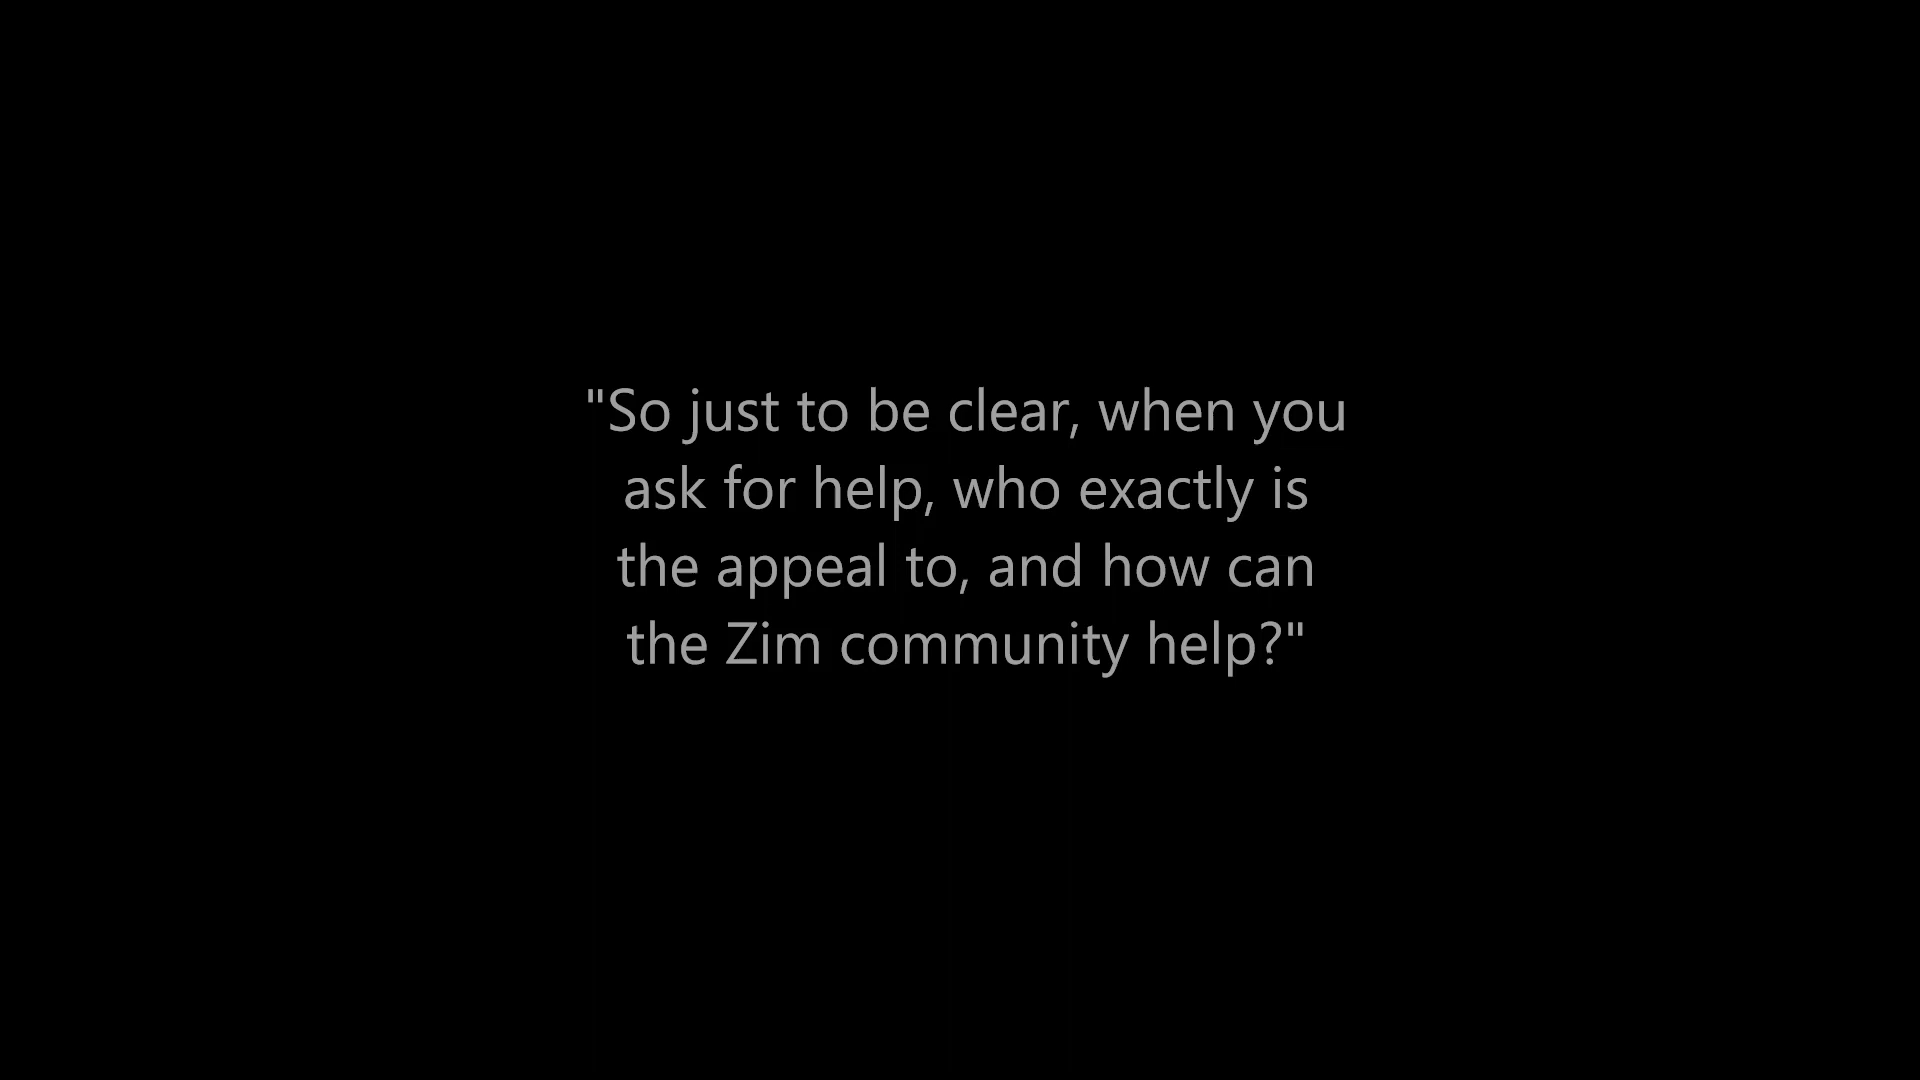 "So just to be clear, when you
ask for help, who exactly is
the appeal to, and how can
the Zim community help?"